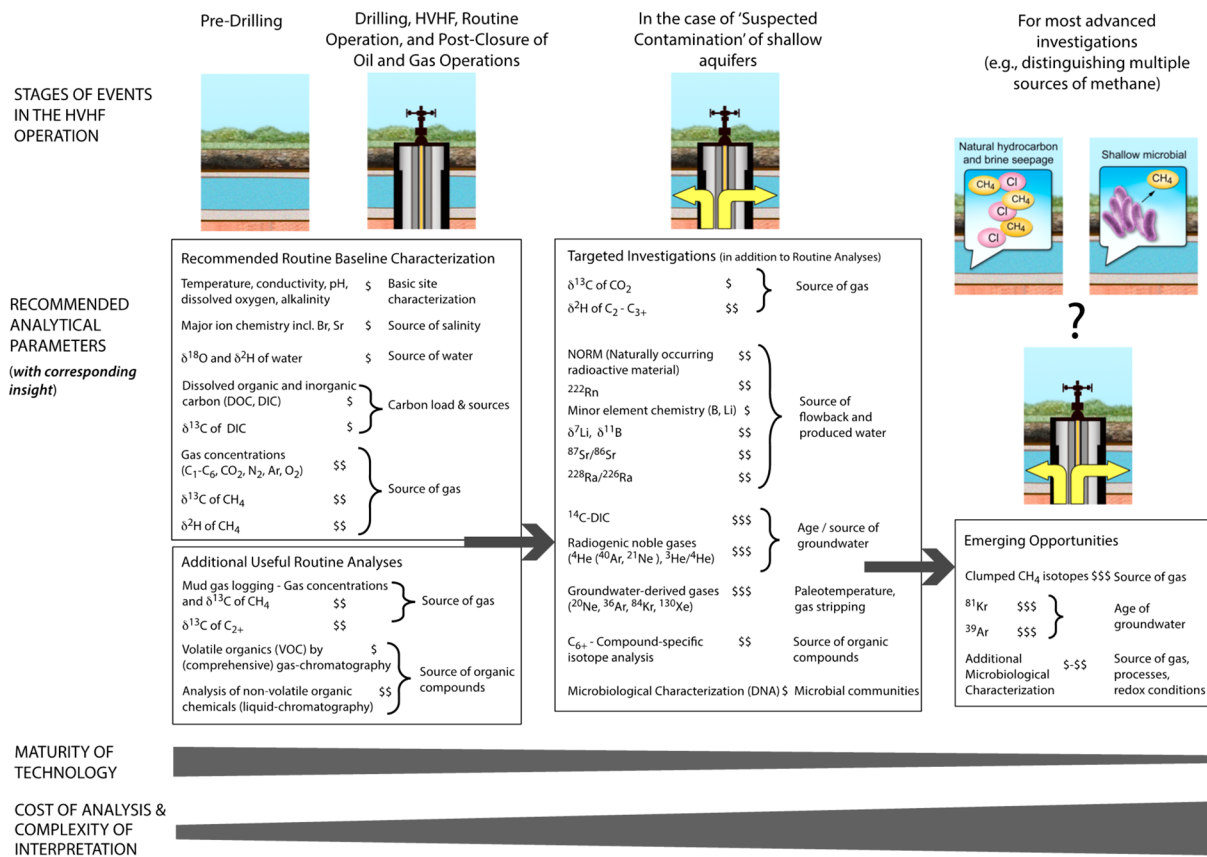 Pre-Drilling
Drilling, HVHF, Routine
Operation, and Post-Closure of
Oil and Gas Operations
In the case of ‘Suspected
Contamination’ of shallow
aquifers
For most advanced
investigations
(e.g., distinguishing multiple
sources of methane)
STAGES OF EVENTS
IN THE HVHF
OPERATION
Natural hydrocarbon
and brine seepage
CH₄
Cl
CH₄
Cl
CH₄
Cl
Shallow microbial
CH₄
RECOMMENDED
ANALYTICAL
PARAMETERS
(with corresponding
insight)
Recommended Routine Baseline Characterization
Temperature, conductivity, pH, $ Basic site
dissolved oxygen, alkalinity characterization
Major ion chemistry incl. Br, Sr $ Source of salinity
δ¹⁸O and δ²H of water $ Source of water
Dissolved organic and inorganic
carbon (DOC, DIC) $ Carbon load & sources
δ¹³C of DIC $
Gas concentrations
(C₁-C₆, CO₂, N₂, Ar, O₂) $$
Source of gas
δ¹³C of CH₄ $$
δ²H of CH₄ $$
Additional Useful Routine Analyses
Mud gas logging - Gas concentrations
and δ¹³C of CH₄ $$ Source of gas
δ¹³C of C₂₊ $$
Volatile organics (VOC) by $
(comprehensive) gas-chromatography
Source of organic
compounds
Analysis of non-volatile organic $$
chemicals (liquid-chromatography)
Targeted Investigations (in addition to Routine Analyses)
δ¹³C of CO₂ $ Source of gas
δ²H of C₂ - C₃₊ $$
NORM (Naturally occurring $$
radioactive material)
²²²Rn $$
Minor element chemistry (B, Li) $
Source of
flowback and
produced water
δ⁷Li, δ¹¹B $$
⁸⁷Sr/⁸⁶Sr $$
²²⁸Ra/²²⁶Ra $$
¹⁴C-DIC $$$
Age / source of
groundwater
Radiogenic noble gases
(⁴He (⁴⁰Ar, ²¹Ne ), ³He/⁴He) $$$
Groundwater-derived gases $$$ Paleotemperature,
(²⁰Ne, ³⁶Ar, ⁸⁴Kr, ¹³⁰Xe) gas stripping
C₆₊ - Compound-specific $$ Source of organic
isotope analysis compounds
Microbiological Characterization (DNA) $ Microbial communities
?
Emerging Opportunities
Clumped CH₄ isotopes $$$ Source of gas
⁸¹Kr $$$ Age of
³⁹Ar $$$ groundwater
Additional $-$$ Source of gas,
Microbiological processes,
Characterization redox conditions
MATURITY OF
TECHNOLOGY
COST OF ANALYSIS &
COMPLEXITY OF
INTERPRETATION